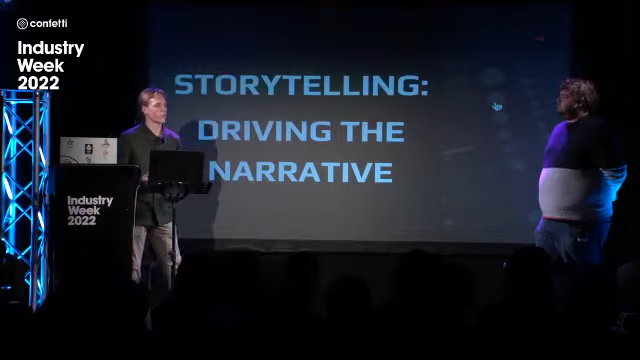 confetti
Industry
Week
2022
STORYTELLING:
DRIVING THE
NARRATIVE
Industry
Week
2022